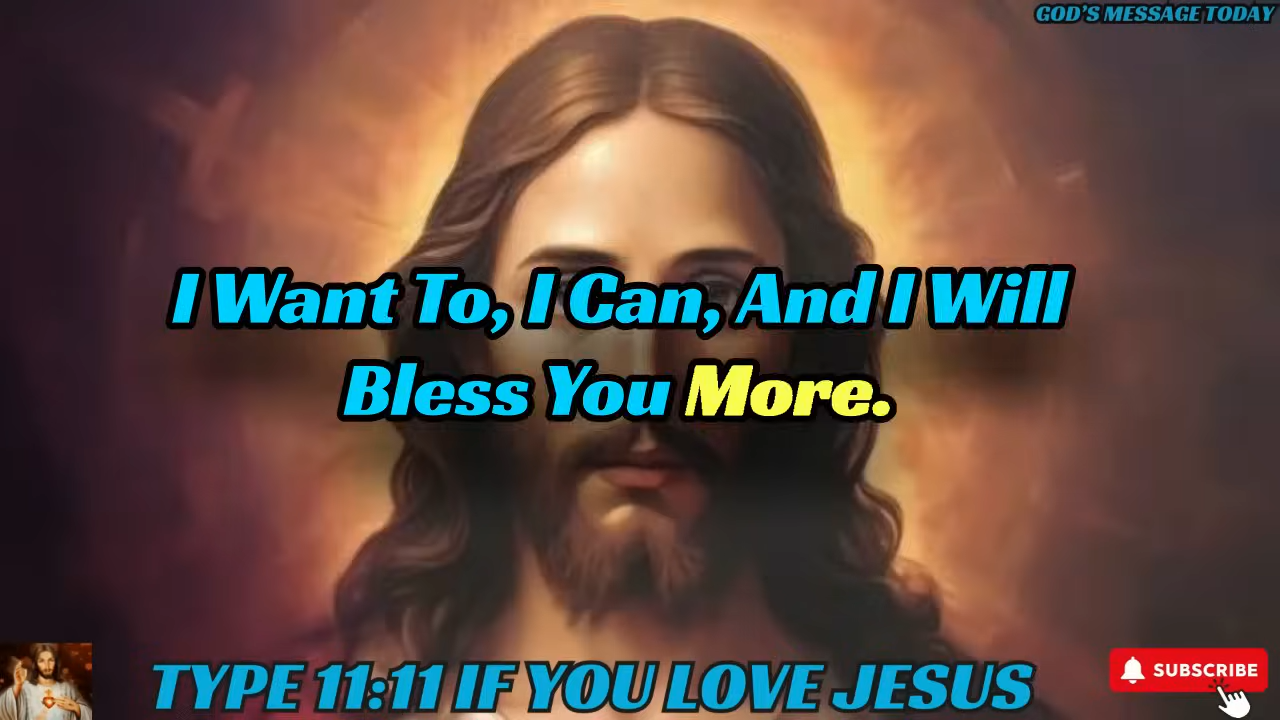 GOD'S MESSAGE TODAY
I Want To, I Can, And I Will
Bless You More.
TYPE 11:11 IF YOU LOVE JESUS
SUBSCRIBE